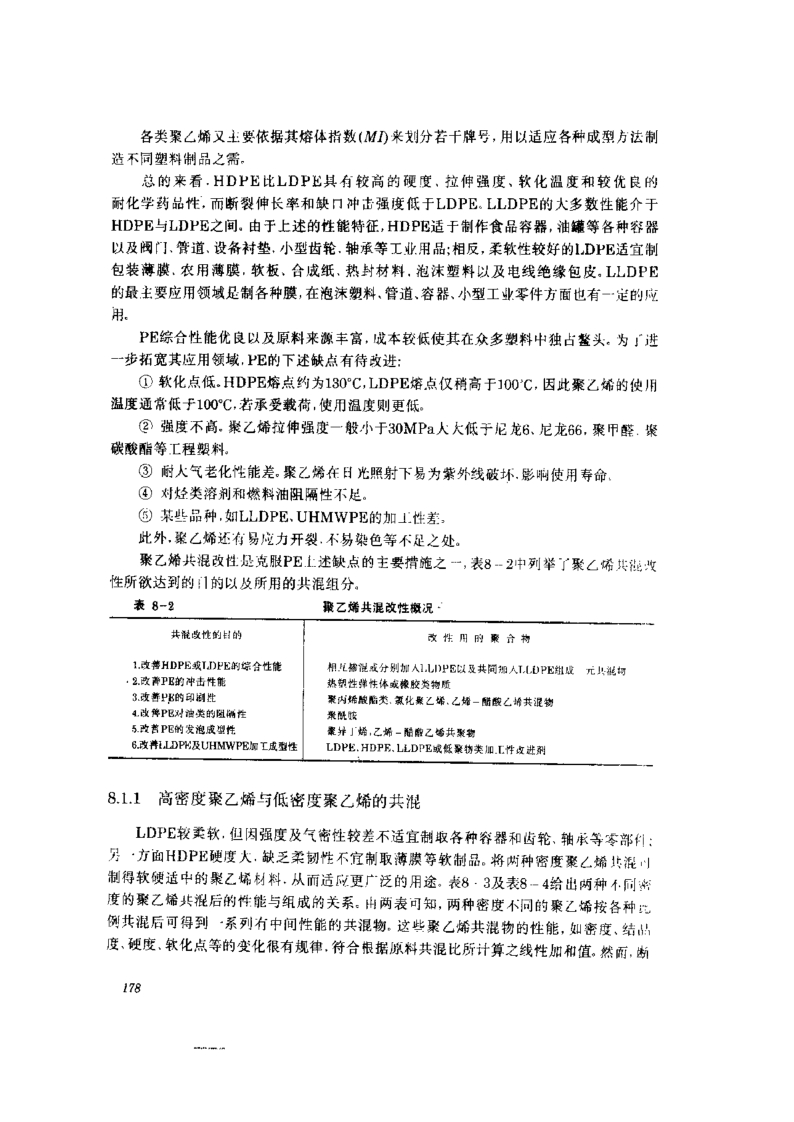 各类聚乙烯又主要依据其熔体指数(MI)来划分若干牌号,用以适应各种成型方法制
造不同塑料制品之需。
总的来看,HDPE比LDPE具有较高的硬度、拉伸强度、软化温度和较优良的
耐化学药品性,而断裂伸长率和缺口冲击强度低于LDPE。LLDPE的大多数性能介于
HDPE与LDPE之间。由于上述的性能特征,HDPE适于制作食品容器,油罐等各种容器
以及阀门、管道、设备衬垫、小型齿轮、轴承等工业用品;相反,柔软性较好的LDPE适宜制
包装薄膜、农用薄膜、软板、合成纸、热封材料、泡沫塑料以及电线绝缘包皮。LLDPE
的最主要应用领域是制各种膜,在泡沫塑料、管道、容器、小型工业零件方面也有一定的应
用。
PE综合性能优良以及原料来源丰富,成本较低使其在众多塑料中独占鳌头。为了进
一步拓宽其应用领域,PE的下述缺点有待改进:
① 软化点低。HDPE熔点约为130℃,LDPE熔点仅稍高于100℃,因此聚乙烯的使用
温度通常低于100℃,若承受载荷,使用温度则更低。
② 强度不高。聚乙烯拉伸强度一般小于30MPa大大低于尼龙6、尼龙66,聚甲醛、聚
碳酸酯等工程塑料。
③ 耐大气老化性能差。聚乙烯在日光照射下易为紫外线破坏,影响使用寿命。
④ 对烃类溶剂和燃料油阻隔性不足。
⑤ 某些品种,如LLDPE、UHMWPE的加工性差。
此外,聚乙烯还有易应力开裂、不易染色等不足之处。
聚乙烯共混改性是克服PE上述缺点的主要措施之一,表8－2中列举了聚乙烯共混改
性所欲达到的目的以及所用的共混组分。
表 8-2 聚乙烯共混改性概况
共混改性的目的 改性用的聚合物
1.改善HDPE或LDPE的综合性能 相互掺混或分别加入LLDPE以及共同加入LLDPE组成 元共混物
2.改善PE的冲击性能 热塑性弹性体或橡胶类物质
3.改善PE的印刷性 聚丙烯酸酯类、氯化聚乙烯、乙烯－醋酸乙烯共混物
4.改善PE对油类的阻隔性 聚酰胺
5.改善PE的发泡成型性 聚异丁烯、乙烯－醋酸乙烯共聚物
6.改善LLDPE及UHMWPE加工成型性 LDPE、HDPE、LLDPE或低聚物类加工性改进剂
8.1.1 高密度聚乙烯与低密度聚乙烯的共混
LDPE较柔软,但因强度及气密性较差不适宜制取各种容器和齿轮、轴承等零部件;
另一方面HDPE硬度大,缺乏柔韧性不宜制取薄膜等软制品。将两种密度聚乙烯共混可
制得软硬适中的聚乙烯材料,从而适应更广泛的用途。表8－3及表8－4给出两种不同密
度的聚乙烯共混后的性能与组成的关系。由两表可知,两种密度不同的聚乙烯按各种比
例共混后可得到一系列有中间性能的共混物。这些聚乙烯共混物的性能,如密度、结晶
度、硬度、软化点等的变化很有规律,符合根据原料共混比所计算之线性加和值。然而,断
178